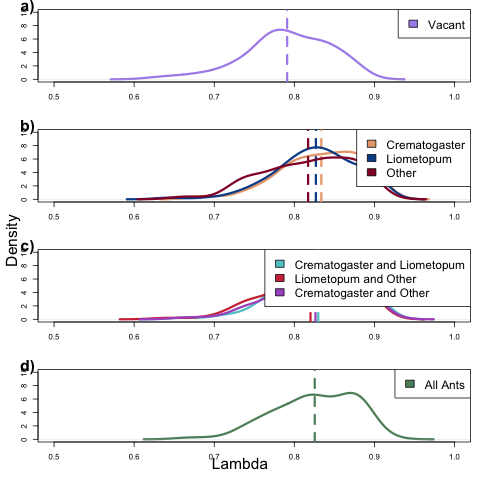 a)
Vacant
0 2 4 6 8
0.5 0.6 0.7 0.8 0.9 1.0
b)
Crematogaster
Liometopum
Other
0 2 4 6 8
0.5 0.6 0.7 0.8 0.9 1.0
Density
c)
Crematogaster and Liometopum
Liometopum and Other
Crematogaster and Other
0 2 4 6 8
0.5 0.6 0.7 0.8 0.9 1.0
d)
All Ants
0 2 4 6 8
0.5 0.6 0.7 0.8 0.9 1.0
Lambda